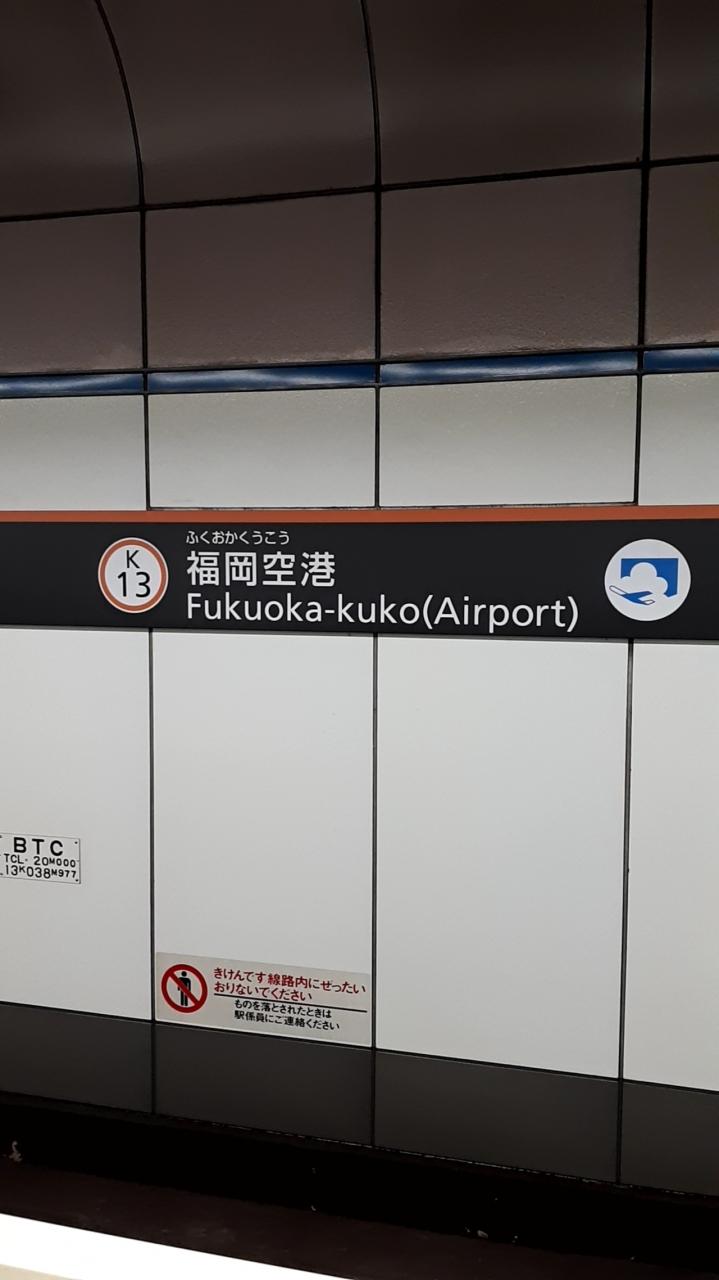 K
13
ふくおかくうこう
福岡空港
Fukuoka-kuko(Airport)
BTC
TCL- 20M000
13K038M977
きけんです線路内にぜったい
おりないでください
ものを落とされたときは
駅係員にご連絡ください